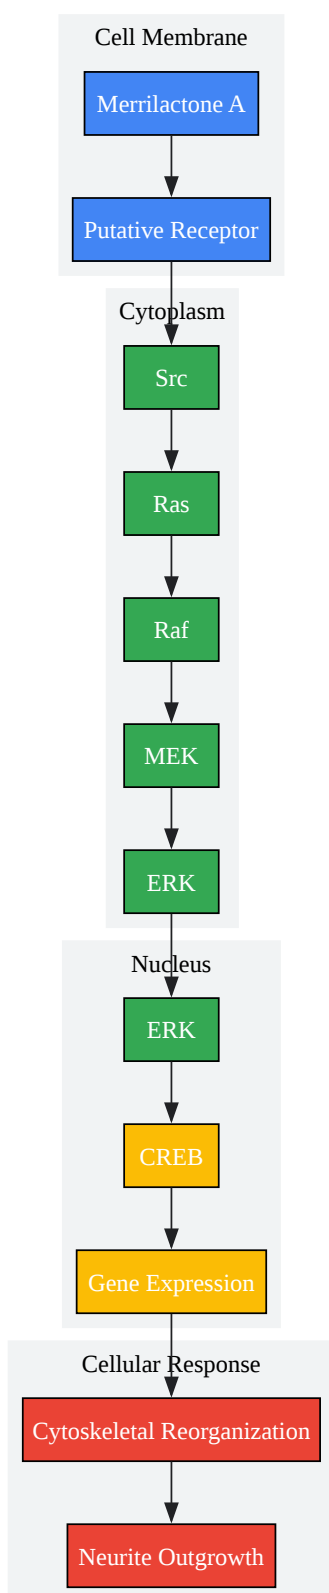 Cell Membrane
Merrilactone A
Putative Receptor
Cytoplasm
Src
Ras
Raf
MEK
ERK
Nucleus
ERK
CREB
Gene Expression
Cellular Response
Cytoskeletal Reorganization
Neurite Outgrowth